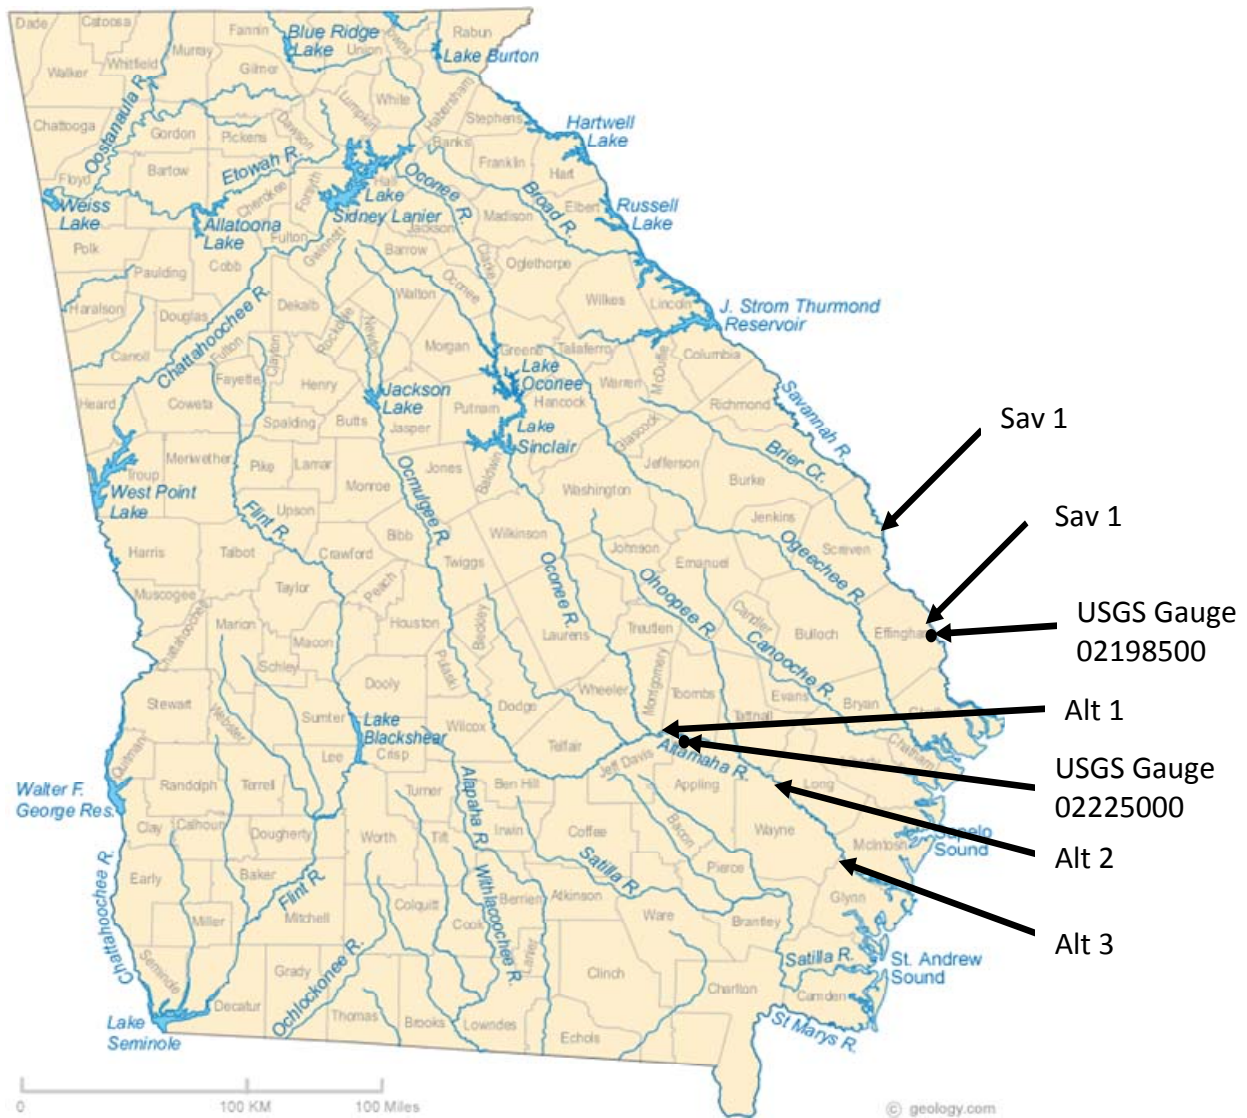 Dade
Catoosa
Fannin
Blue Ridge
Lake
Union
Rabun
Lake Burton
Murray
Walker
Whitfield
Gilmer
Lumpkin
White
Habersham
Stephens
Hartwell
Lake
Chattooga
Oostanaula R.
Gordon
Pickens
Dawson
Banks
Franklin
Hart
Floyd
Bartow
Etowah R.
Cherokee
Forsyth
Hall
Lake
Sidney Lanier
Oconee R.
Broad R.
Madison
Elbert
Russell
Lake
Weiss
Lake
Allatoona
Lake
Fulton
Gwinnett
Jackson
Barrow
Clarke
Oglethorpe
Polk
Paulding
Cobb
Walton
Oconee
Wilkes
Lincoln
J. Strom Thurmond
Reservoir
Haralson
Douglas
Dekalb
Rockdale
Newton
Morgan
Greene
Taliaferro
McDuffie
Columbia
Carroll
Chattahoochee R.
Fulton
Clayton
Fayette
Henry
Lake
Oconee
Warren
Richmond
Savannah R.
Heard
Coweta
Spalding
Butts
Jackson
Lake
Jasper
Putnam
Hancock
Glascock
Sav 1
Lake
Sinclair
Troup
Meriwether
Pike
Lamar
Monroe
Jones
Baldwin
Washington
Jefferson
Burke
Brier Cr.
West Point
Lake
Upson
Ocmulgee R.
Flint R.
Bibb
Wilkinson
Jenkins
Screven
Sav 1
Harris
Talbot
Crawford
Twiggs
Johnson
Emanuel
Ogeechee R.
Muscogee
Taylor
Peach
Houston
Oconee R.
Ohoopee R.
Candler
Bulloch
Effingham
USGS Gauge
02198500
Chattahoochee
Marion
Macon
Bleckley
Laurens
Treutlen
Canooche R.
Schley
Pulaski
Dooly
Wheeler
Montgomery
Toombs
Tattnall
Evans
Bryan
Chatham
Alt 1
Stewart
Webster
Sumter
Lake
Blackshear
Wilcox
Dodge
Telfair
Jeff Davis
Altamaha R.
USGS Gauge
02225000
Quitman
Lee
Crisp
Walter F.
George Res.
Randolph
Terrell
Turner
Alapaha R.
Ben Hill
Appling
Long
Clay
Calhoun
Dougherty
Worth
Tift
Irwin
Coffee
Bacon
Wayne
McIntosh
Sound
Alt 2
Chattahoochee R.
Early
Baker
Flint R.
Satilla R.
Pierce
Glynn
Miller
Mitchell
Colquitt
Cook
Withlacoochee R.
Berrien
Atkinson
Ware
Brantley
Alt 3
Seminole
Decatur
Grady
Ochlockonee R.
Lanier
Clinch
Charlton
Satilla R.
Camden
St. Andrew
Sound
Lake
Seminole
Thomas
Brooks
Lowndes
Echols
St Marys R.
0
100 KM
100 Miles
© geology.com